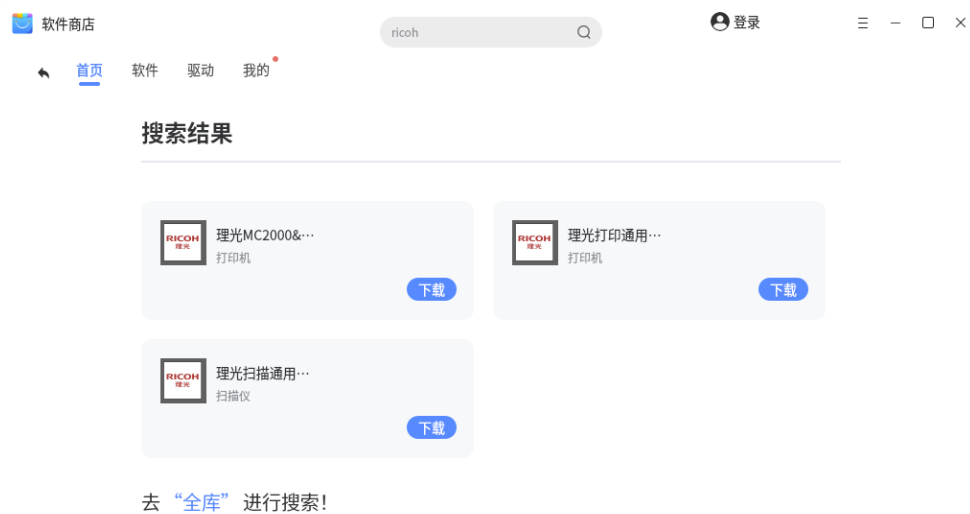 软件商店
ricoh
登录
首页 软件 驱动 我的
搜索结果
RICOH
理光
理光MC2000&···
打印机
下载
RICOH
理光
理光打印通用···
打印机
下载
RICOH
理光
理光扫描通用···
扫描仪
下载
去 “全库” 进行搜索！